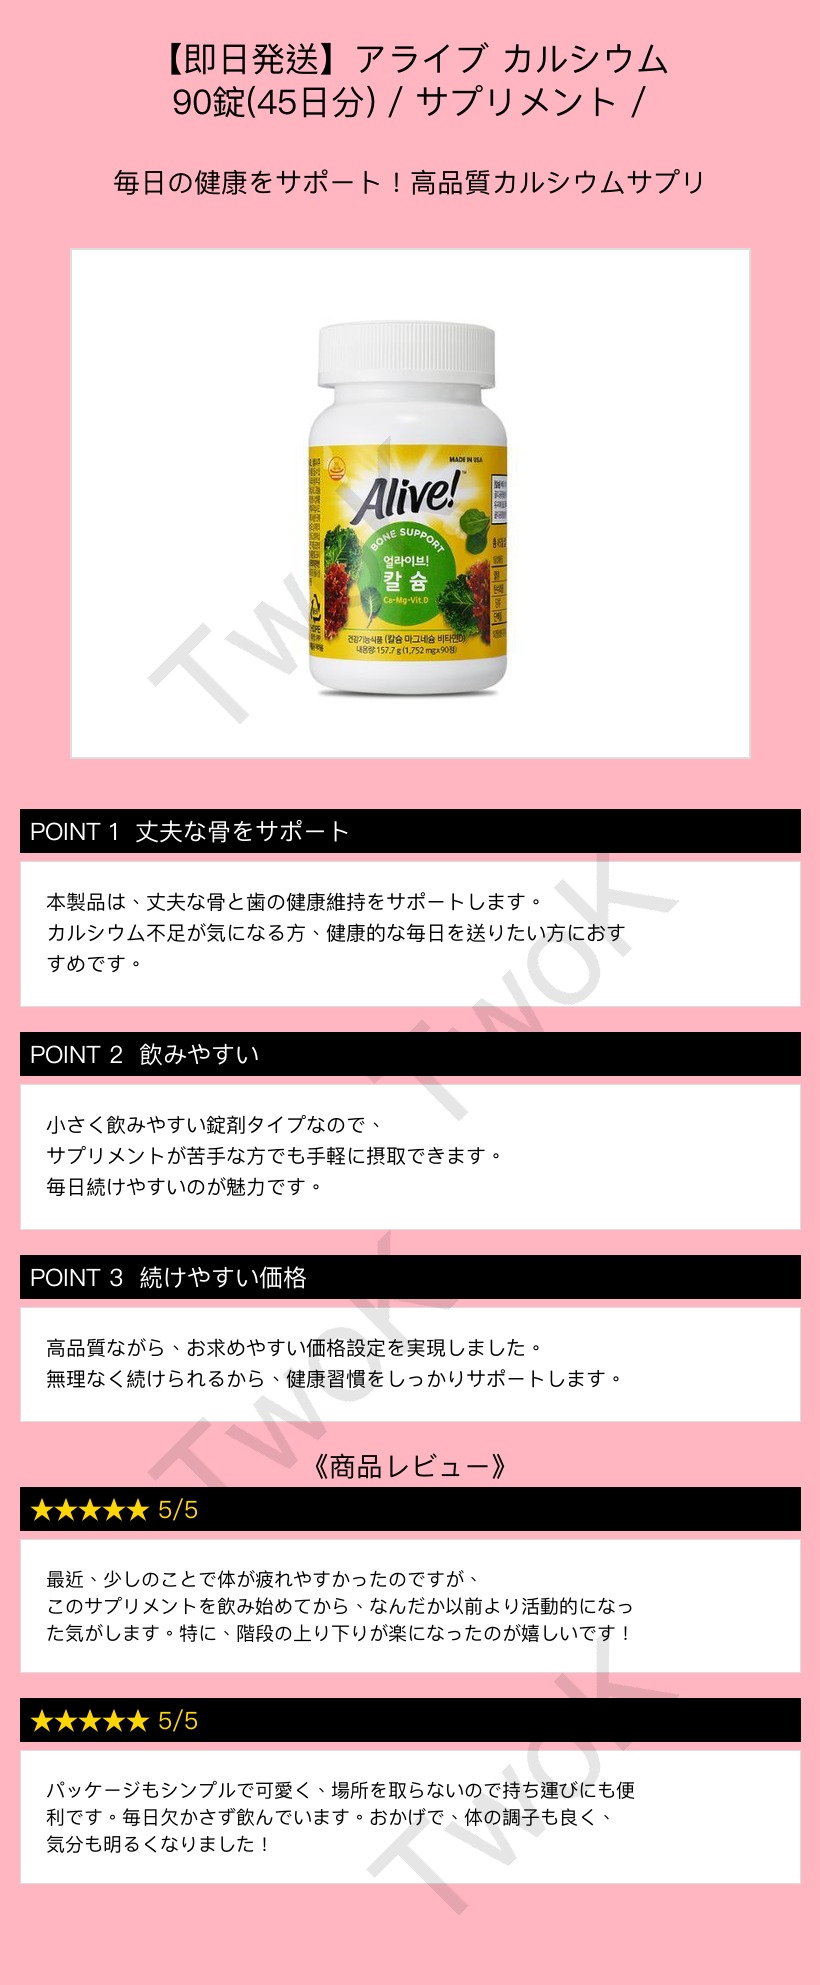 【即日発送】アライブ カルシウム
90錠(45日分) / サプリメント /
毎日の健康をサポート！高品質カルシウムサプリ
MADE IN USA
Alive!
BONE SUPPORT
얼라이브!
칼슘
Ca-Mg-Vit.D
건강기능식품 (칼슘 마그네슘 비타민D)
내용량:157.7 g (1,752 mg x 90정)
TwoK
POINT 1 丈夫な骨をサポート
本製品は、丈夫な骨と歯の健康維持をサポートします。
カルシウム不足が気になる方、健康的な毎日を送りたい方におす
すめです。
TwoK
POINT 2 飲みやすい
小さく飲みやすい錠剤タイプなので、
サプリメントが苦手な方でも手軽に摂取できます。
毎日続けやすいのが魅力です。
POINT 3 続けやすい価格
高品質ながら、お求めやすい価格設定を実現しました。
無理なく続けられるから、健康習慣をしっかりサポートします。
TwoK
《商品レビュー》
★★★★★ 5/5
最近、少しのことで体が疲れやすかったのですが、
このサプリメントを飲み始めてから、なんだか以前より活動的になっ
た気がします。特に、階段の上り下りが楽になったのが嬉しいです！
★★★★★ 5/5
パッケージもシンプルで可愛く、場所を取らないので持ち運びにも便
利です。毎日欠かさず飲んでいます。おかげで、体の調子も良く、
気分も明るくなりました！
TwoK